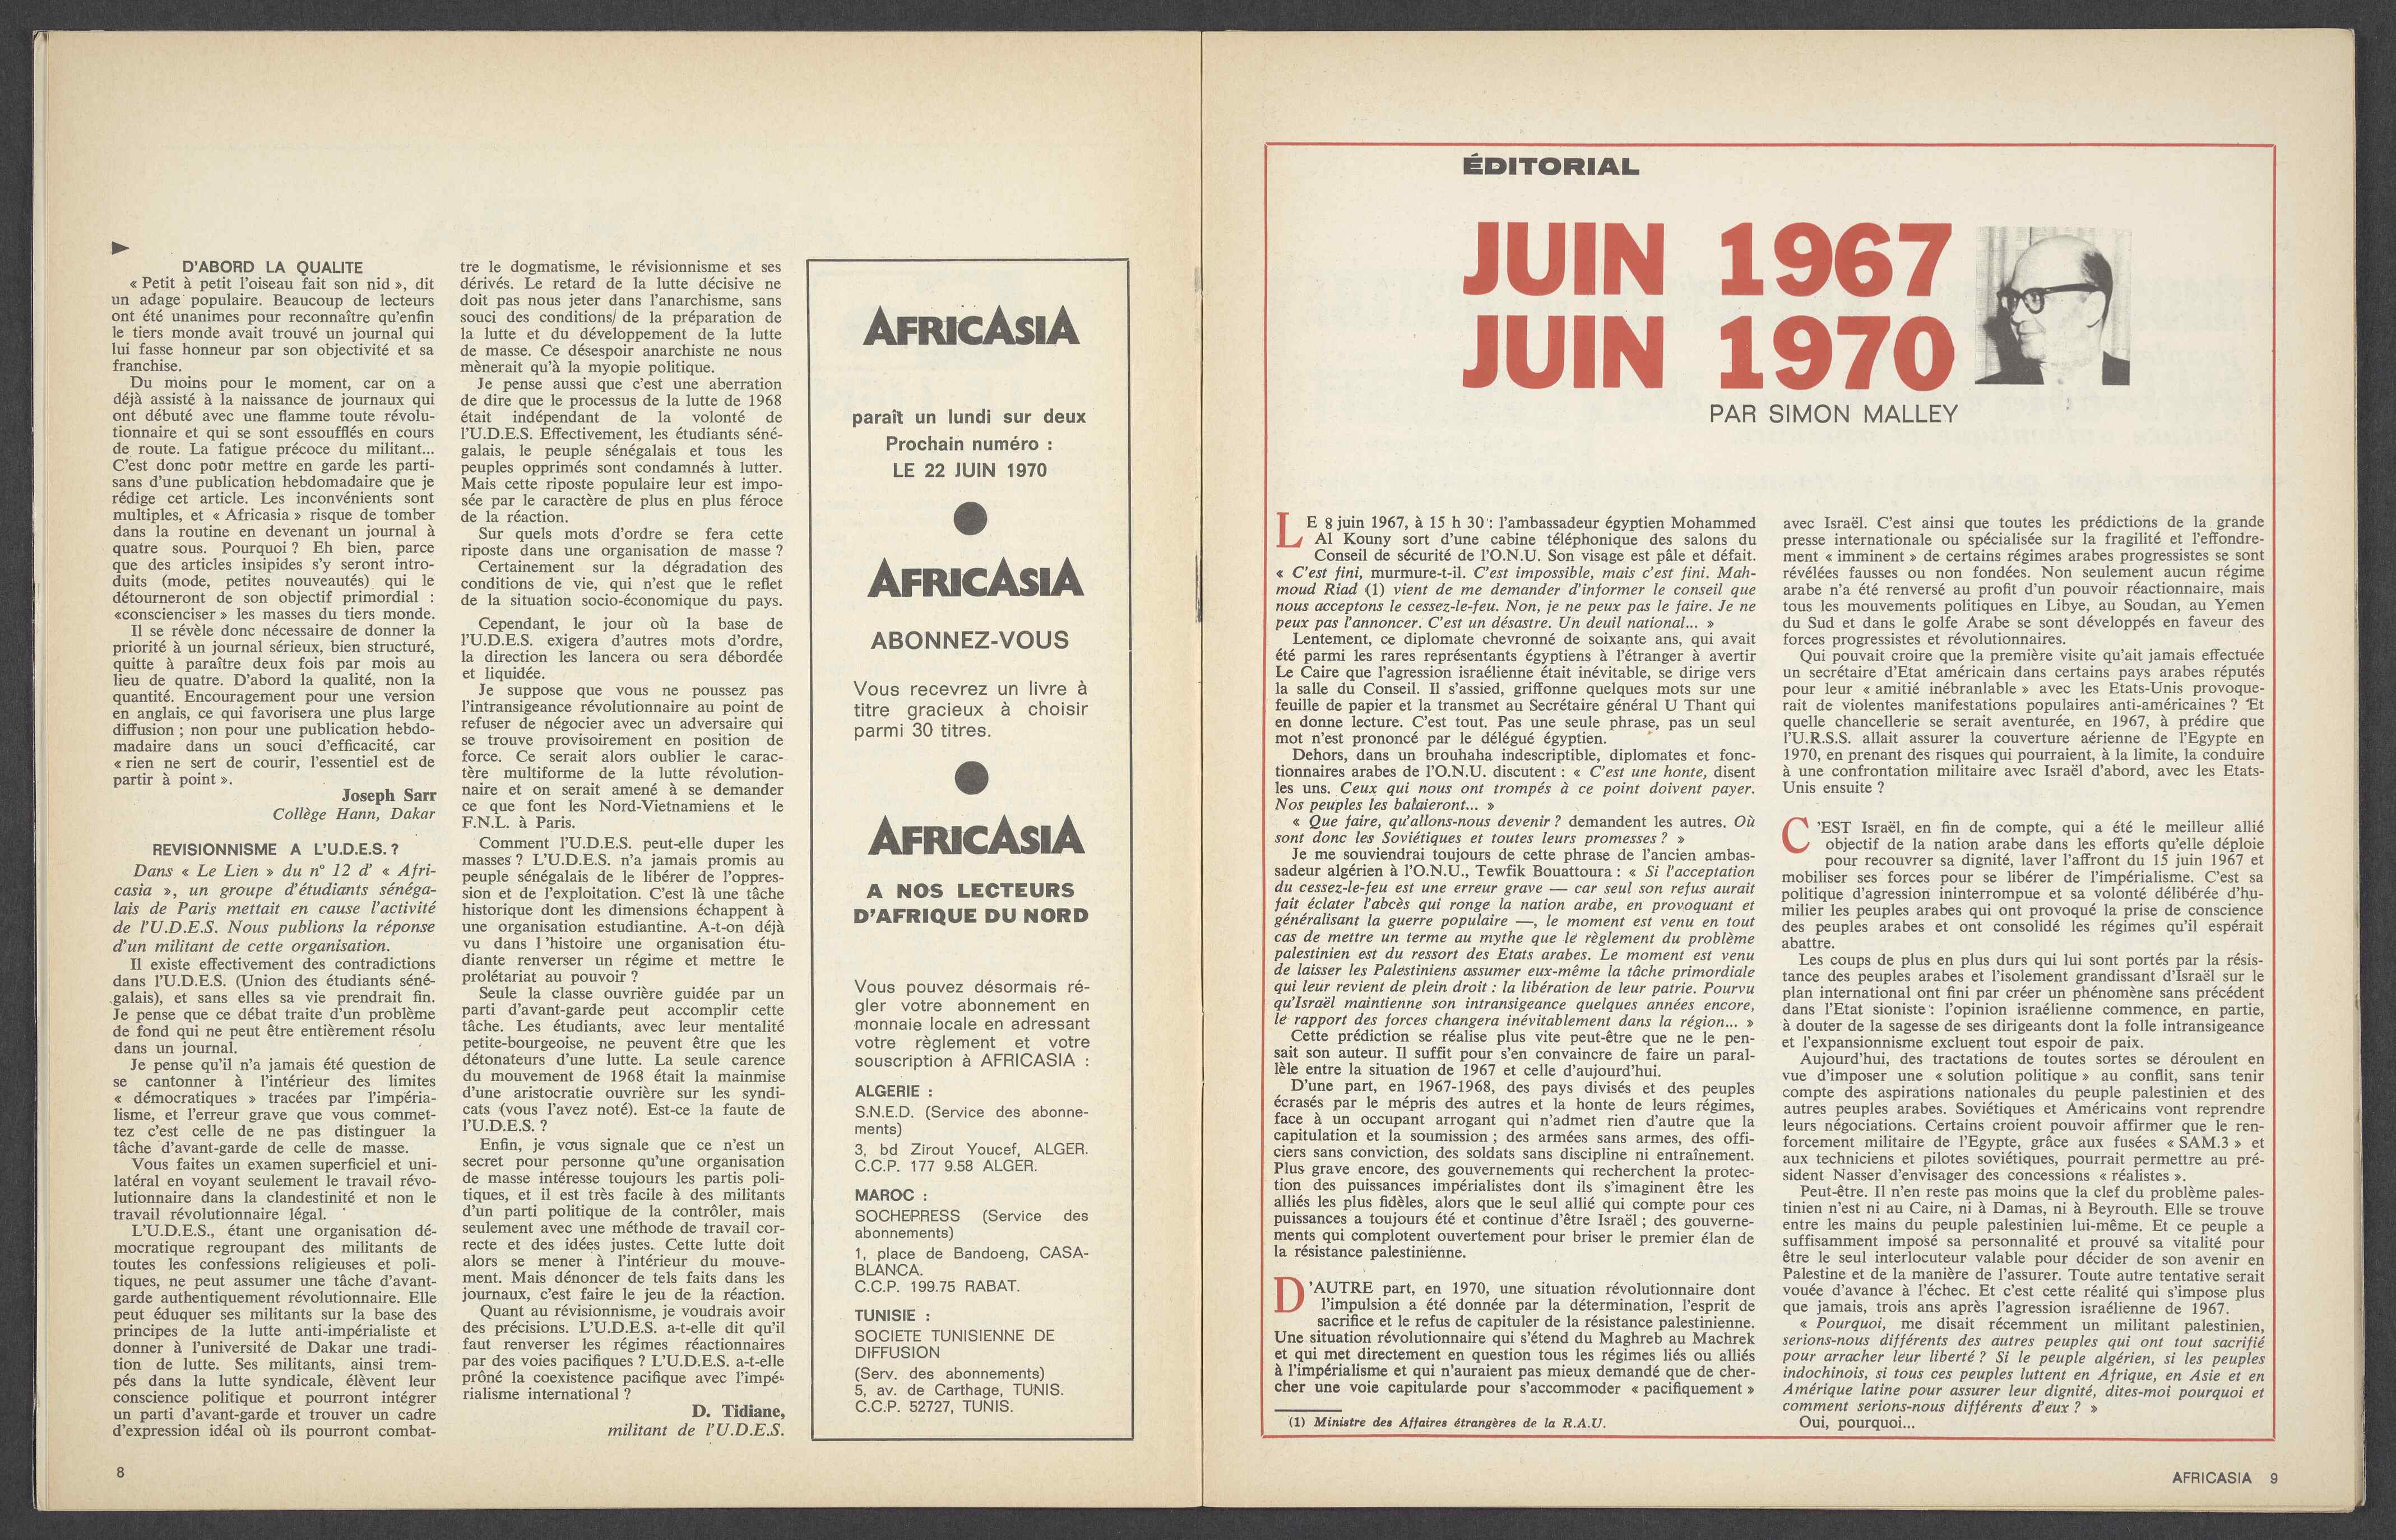 D'ABORD LA QUALITE
« Petit à petit l'oiseau fait son nid », dit
un adage populaire. Beaucoup de lecteurs
ont été unanimes pour reconnaître qu'enfin
le tiers monde avait trouvé un journal qui
lui fasse honneur par son objectivité et sa
franchise.
Du moins pour le moment, car on a
déjà assisté à la naissance de journaux qui
ont débuté avec une flamme toute révolu-
tionnaire et qui se sont essoufflés en cours
de route. La fatigue précoce du militant...
C'est donc pour mettre en garde les parti-
sans d'une publication hebdomadaire que je
rédige cet article. Les inconvénients sont
multiples, et « Africasia » risque de tomber
dans la routine en devenant un journal à
quatre sous. Pourquoi ? Eh bien, parce
que des articles insipides s'y seront intro-
duits (mode, petites nouveautés) qui le
détourneront de son objectif primordial :
«conscienciser » les masses du tiers monde.
Il se révèle donc nécessaire de donner la
priorité à un journal sérieux, bien structuré,
quitte à paraître deux fois par mois au
lieu de quatre. D'abord la qualité, non la
quantité. Encouragement pour une version
en anglais, ce qui favorisera une plus large
diffusion ; non pour une publication hebdo-
madaire dans un souci d'efficacité, car
« rien ne sert de courir, l'essentiel est de
partir à point ».
Joseph Sarr
Collège Hann, Dakar
REVISIONNISME A L'U.D.E.S. ?
Dans « Le Lien » du n° 12 d' « Afri-
casia », un groupe d'étudiants sénéga-
lais de Paris mettait en cause l'activité
de l'U.D.E.S. Nous publions la réponse
d'un militant de cette organisation.
Il existe effectivement des contradictions
dans l'U.D.E.S. (Union des étudiants séné-
galais), et sans elles sa vie prendrait fin.
Je pense que ce débat traite d'un problème
de fond qui ne peut être entièrement résolu
dans un journal.
Je pense qu'il n'a jamais été question de
se cantonner à l'intérieur des limites
« démocratiques » tracées par l'impéria-
lisme, et l'erreur grave que vous commet-
tez c'est celle de ne pas distinguer la
tâche d'avant-garde de celle de masse.
Vous faites un examen superficiel et uni-
latéral en voyant seulement le travail révo-
lutionnaire dans la clandestinité et non le
travail révolutionnaire légal.
L'U.D.E.S., étant une organisation dé-
mocratique regroupant des militants de
toutes les confessions religieuses et poli-
tiques, ne peut assumer une tâche d'avant-
garde authentiquement révolutionnaire. Elle
peut éduquer ses militants sur la base des
principes de la lutte anti-impérialiste et
donner à l'université de Dakar une tradi-
tion de lutte. Ses militants, ainsi trem-
pés dans la lutte syndicale, élèvent leur
conscience politique et pourront intégrer
un parti d'avant-garde et trouver un cadre
d'expression idéal où ils pourront combat-
8
tre le dogmatisme, le révisionnisme et ses
dérivés. Le retard de la lutte décisive ne
doit pas nous jeter dans l'anarchisme, sans
souci des conditions/ de la préparation de
la lutte et du développement de la lutte
de masse. Ce désespoir anarchiste ne nous
mènerait qu'à la myopie politique.
Je pense aussi que c'est une aberration
de dire que le processus de la lutte de 1968
était indépendant de la volonté de
l'U.D.E.S. Effectivement, les étudiants séné-
galais, le peuple sénégalais et tous les
peuples opprimés sont condamnés à lutter.
Mais cette riposte populaire leur est impo-
sée par le caractère de plus en plus féroce
de la réaction.
Sur quels mots d'ordre se fera cette
riposte dans une organisation de masse ?
Certainement sur la dégradation des
conditions de vie, qui n'est que le reflet
de la situation socio-économique du pays.
Cependant, le jour où la base de
l'U.D.E.S. exigera d'autres mots d'ordre,
la direction les lancera ou sera débordée
et liquidée.
Je suppose que vous ne poussez pas
l'intransigeance révolutionnaire au point de
refuser de négocier avec un adversaire qui
se trouve provisoirement en position de
force. Ce serait alors oublier le carac-
tère multiforme de la lutte révolution-
naire et on serait amené à se demander
ce que font les Nord-Vietnamiens et le
F.N.L. à Paris.
Comment l'U.D.E.S. peut-elle duper les
masses ? L'U.D.E.S. n'a jamais promis au
peuple sénégalais de le libérer de l'oppres-
sion et de l'exploitation. C'est là une tâche
historique dont les dimensions échappent à
une organisation estudiantine. A-t-on déjà
vu dans l'histoire une organisation étu-
diante renverser un régime et mettre le
prolétariat au pouvoir ?
Seule la classe ouvrière guidée par un
parti d'avant-garde peut accomplir cette
tâche. Les étudiants, avec leur mentalité
petite-bourgeoise, ne peuvent être que les
détonateurs d'une lutte. La seule carence
du mouvement de 1968 était la mainmise
d'une aristocratie ouvrière sur les syndi-
cats (vous l'avez noté). Est-ce la faute de
l'U.D.E.S. ?
Enfin, je vous signale que ce n'est un
secret pour personne qu'une organisation
de masse intéresse toujours les partis poli-
tiques, et il est très facile à des militants
d'un parti politique de la contrôler, mais
seulement avec une méthode de travail cor-
recte et des idées justes. Cette lutte doit
alors se mener à l'intérieur du mouve-
ment. Mais dénoncer de tels faits dans les
journaux, c'est faire le jeu de la réaction.
Quant au révisionnisme, je voudrais avoir
des précisions. L'U.D.E.S. a-t-elle dit qu'il
faut renverser les régimes réactionnaires
par des voies pacifiques ? L'U.D.E.S. a-t-elle
prôné la coexistence pacifique avec l'impé-
rialisme international ?
D. Tidiane,
militant de l'U.D.E.S.
AFRICASIA
paraît un lundi sur deux
Prochain numéro :
LE 22 JUIN 1970
AFRICASIA
ABONNEZ-VOUS
Vous recevrez un livre à
titre gracieux à choisir
parmi 30 titres.
AFRICASIA
A NOS LECTEURS
D'AFRIQUE DU NORD
Vous pouvez désormais ré-
gler votre abonnement en
monnaie locale en adressant
votre règlement et votre
souscription à AFRICASIA :
ALGERIE :
S.N.E.D. (Service des abonne-
ments)
3, bd Zirout Youcef, ALGER.
C.C.P. 177 9.58 ALGER.
MAROC :
SOCHEPRESS (Service des
abonnements)
1, place de Bandoeng, CASA-
BLANCA.
C.C.P. 199.75 RABAT.
TUNISIE :
SOCIETE TUNISIENNE DE
DIFFUSION
(Serv. des abonnements)
5, av. de Carthage, TUNIS.
C.C.P. 52727, TUNIS.
ÉDITORIAL
JUIN 1967
JUIN 1970
PAR SIMON MALLEY
LE 8 juin 1967, à 15 h 30 : l'ambassadeur égyptien Mohammed
Al Kouny sort d'une cabine téléphonique des salons du
Conseil de sécurité de l'O.N.U. Son visage est pâle et défait.
« C'est fini, murmure-t-il. C'est impossible, mais c'est fini. Mah-
moud Riad (1) vient de me demander d'informer le conseil que
nous acceptons le cessez-le-feu. Non, je ne peux pas le faire. Je ne
peux pas l'annoncer. C'est un désastre. Un deuil national... »
Lentement, ce diplomate chevronné de soixante ans, qui avait
été parmi les rares représentants égyptiens à l'étranger à avertir
Le Caire que l'agression israélienne était inévitable, se dirige vers
la salle du Conseil. Il s'assied, griffonne quelques mots sur une
feuille de papier et la transmet au Secrétaire général U Thant qui
en donne lecture. C'est tout. Pas une seule phrase, pas un seul
mot n'est prononcé par le délégué égyptien.
Dehors, dans un brouhaha indescriptible, diplomates et fonc-
tionnaires arabes de l'O.N.U. discutent : « C'est une honte, disent
les uns. Ceux qui nous ont trompés à ce point doivent payer.
Nos peuples les balaieront... »
« Que faire, qu'allons-nous devenir ? demandent les autres. Où
sont donc les Soviétiques et toutes leurs promesses ? »
Je me souviendrai toujours de cette phrase de l'ancien ambas-
sadeur algérien à l'O.N.U., Tewfik Bouattoura : « Si l'acceptation
du cessez-le-feu est une erreur grave — car seul son refus aurait
fait éclater l'abcès qui ronge la nation arabe, en provoquant et
généralisant la guerre populaire —, le moment est venu en tout
cas de mettre un terme au mythe que le règlement du problème
palestinien est du ressort des Etats arabes. Le moment est venu
de laisser les Palestiniens assumer eux-même la tâche primordiale
qui leur revient de plein droit : la libération de leur patrie. Pourvu
qu'Israël maintienne son intransigeance quelques années encore,
le rapport des forces changera inévitablement dans la région... »
Cette prédiction se réalise plus vite peut-être que ne le pen-
sait son auteur. Il suffit pour s'en convaincre de faire un paral-
lèle entre la situation de 1967 et celle d'aujourd'hui.
D'une part, en 1967-1968, des pays divisés et des peuples
écrasés par le mépris des autres et la honte de leurs régimes,
face à un occupant arrogant qui n'admet rien d'autre que la
capitulation et la soumission ; des armées sans armes, des offi-
ciers sans conviction, des soldats sans discipline ni entraînement.
Plus grave encore, des gouvernements qui recherchent la protec-
tion des puissances impérialistes dont ils s'imaginent être les
alliés les plus fidèles, alors que le seul allié qui compte pour ces
puissances a toujours été et continue d'être Israël ; des gouverne-
ments qui complotent ouvertement pour briser le premier élan de
la résistance palestinienne.
D'AUTRE part, en 1970, une situation révolutionnaire dont
l'impulsion a été donnée par la détermination, l'esprit de
sacrifice et le refus de capituler de la résistance palestinienne.
Une situation révolutionnaire qui s'étend du Maghreb au Machrek
et qui met directement en question tous les régimes liés ou alliés
à l'impérialisme et qui n'auraient pas mieux demandé que de cher-
cher une voie capitularde pour s'accommoder « pacifiquement »
(1) Ministre des Affaires étrangères de la R.A.U.
avec Israël. C'est ainsi que toutes les prédictions de la grande
presse internationale ou spécialisée sur la fragilité et l'effondre-
ment « imminent » de certains régimes arabes progressistes se sont
révélées fausses ou non fondées. Non seulement aucun régime
arabe n'a été renversé au profit d'un pouvoir réactionnaire, mais
tous les mouvements politiques en Libye, au Soudan, au Yemen
du Sud et dans le golfe Arabe se sont développés en faveur des
forces progressistes et révolutionnaires.
Qui pouvait croire que la première visite qu'ait jamais effectuée
un secrétaire d'Etat américain dans certains pays arabes réputés
pour leur « amitié inébranlable » avec les Etats-Unis provoque-
rait de violentes manifestations populaires anti-américaines ? Et
quelle chancellerie se serait aventurée, en 1967, à prédire que
l'U.R.S.S. allait assurer la couverture aérienne de l'Egypte en
1970, en prenant des risques qui pourraient, à la limite, la conduire
à une confrontation militaire avec Israël d'abord, avec les Etats-
Unis ensuite ?
C'EST Israël, en fin de compte, qui a été le meilleur allié
objectif de la nation arabe dans les efforts qu'elle déploie
pour recouvrer sa dignité, laver l'affront du 15 juin 1967 et
mobiliser ses forces pour se libérer de l'impérialisme. C'est sa
politique d'agression ininterrompue et sa volonté délibérée d'hu-
milier les peuples arabes qui ont provoqué la prise de conscience
des peuples arabes et ont consolidé les régimes qu'il espérait
abattre.
Les coups de plus en plus durs qui lui sont portés par la résis-
tance des peuples arabes et l'isolement grandissant d'Israël sur le
plan international ont fini par créer un phénomène sans précédent
dans l'Etat sioniste : l'opinion israélienne commence, en partie,
à douter de la sagesse de ses dirigeants dont la folle intransigeance
et l'expansionnisme excluent tout espoir de paix.
Aujourd'hui, des tractations de toutes sortes se déroulent en
vue d'imposer une « solution politique » au conflit, sans tenir
compte des aspirations nationales du peuple palestinien et des
autres peuples arabes. Soviétiques et Américains vont reprendre
leurs négociations. Certains croient pouvoir affirmer que le ren-
forcement militaire de l'Egypte, grâce aux fusées « SAM.3 » et
aux techniciens et pilotes soviétiques, pourrait permettre au pré-
sident Nasser d'envisager des concessions « réalistes ».
Peut-être. Il n'en reste pas moins que la clef du problème pales-
tinien n'est ni au Caire, ni à Damas, ni à Beyrouth. Elle se trouve
entre les mains du peuple palestinien lui-même. Et ce peuple a
suffisamment imposé sa personnalité et prouvé sa vitalité pour
être le seul interlocuteur valable pour décider de son avenir en
Palestine et de la manière de l'assurer. Toute autre tentative serait
vouée d'avance à l'échec. Et c'est cette réalité qui s'impose plus
que jamais, trois ans après l'agression israélienne de 1967.
« Pourquoi, me disait récemment un militant palestinien,
serions-nous différents des autres peuples qui ont tout sacrifié
pour arracher leur liberté ? Si le peuple algérien, si les peuples
indochinois, si tous ces peuples luttent en Afrique, en Asie et en
Amérique latine pour assurer leur dignité, dites-moi pourquoi et
comment serions-nous différents d'eux ? »
Oui, pourquoi...
AFRICASIA 9